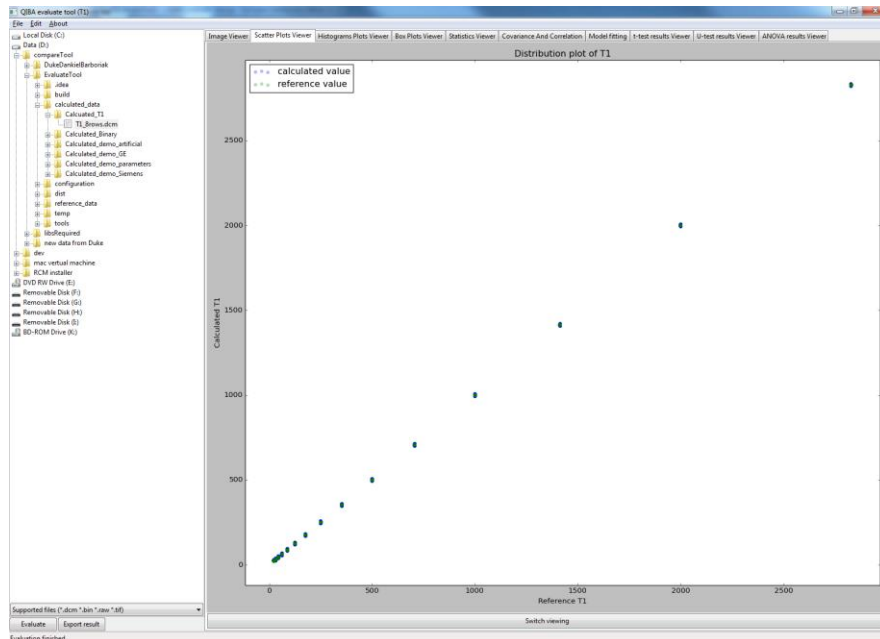 QIBA evaluate tool (T1)
File Edit About
Local Disk (C:)
Data (D:)
compareTool
DukeDankielBarboriak
EvaluateTool
.idea
build
calculated_data
Calcuated_T1
T1_Brows.dcm
Calculated_Binary
Calculated_demo_artificial
Calculated_demo_GE
Calculated_demo_parameters
Calculated_demo_Siemens
configuration
dist
reference_data
temp
tools
libsRequired
new data from Duke
dev
mac vertual machine
RCM installer
DVD RW Drive (E:)
Removable Disk (F:)
Removable Disk (G:)
Removable Disk (H:)
Removable Disk (I:)
BD-ROM Drive (K:)
Supported files (*.dcm *.bin *.raw *.tif)
Evaluate Export result
Evaluation finished
Image Viewer Scatter Plots Viewer Histograms Plots Viewer Box Plots Viewer Statistics Viewer Covariance And Correlation Model fitting t-test results Viewer U-test results Viewer ANOVA results Viewer
Distribution plot of T1
calculated value
reference value
2500
2000
1500
1000
500
0
Calculated T1
0 500 1000 1500 2000 2500
Reference T1
Switch viewing